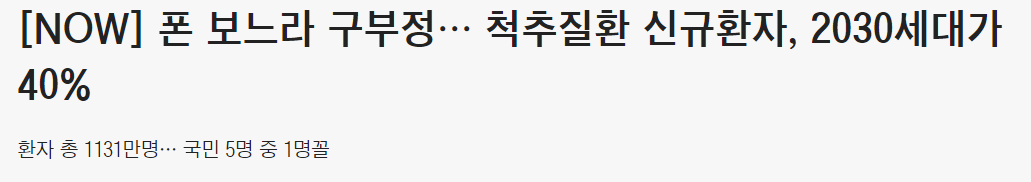 [NOW] 폰 보느라 구부정… 척추질환 신규환자, 2030세대가
40%
환자 총 1131만명… 국민 5명 중 1명꼴